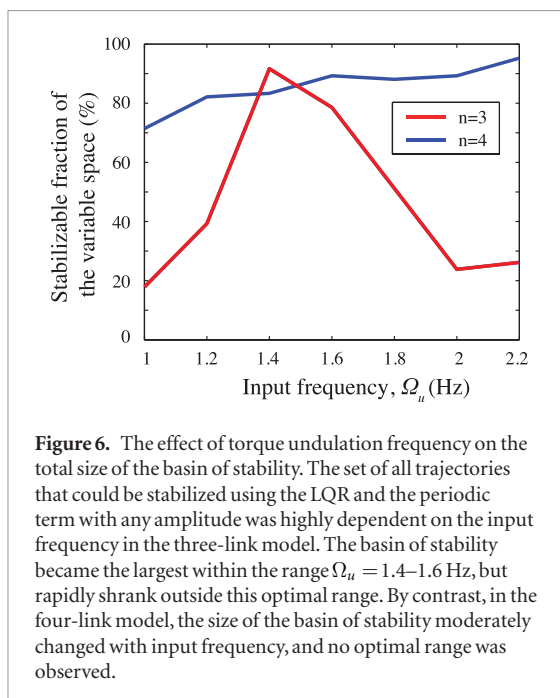 100
80
60
40
20
0
Stabilizable fraction of
the variable space (%)
n=3
n=4
1
1.2
1.4
1.6
1.8
2
2.2
Input frequency, Ωu (Hz)
Figure 6. The effect of torque undulation frequency on the
total size of the basin of stability. The set of all trajectories
that could be stabilized using the LQR and the periodic
term with any amplitude was highly dependent on the input
frequency in the three-link model. The basin of stability
became the largest within the range Ωu = 1.4–1.6 Hz, but
rapidly shrank outside this optimal range. By contrast, in the
four-link model, the size of the basin of stability moderately
changed with input frequency, and no optimal range was
observed.